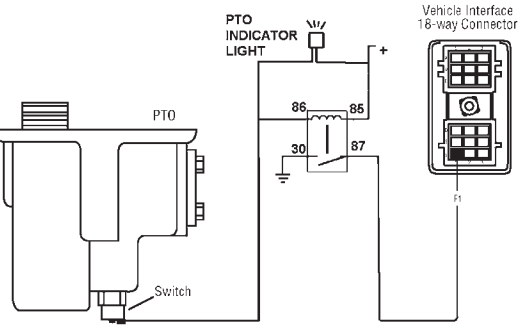 Vehicle Interface
18-way Connector
PTO
INDICATOR
LIGHT
+
PTO
86
85
30
87
F1
Switch